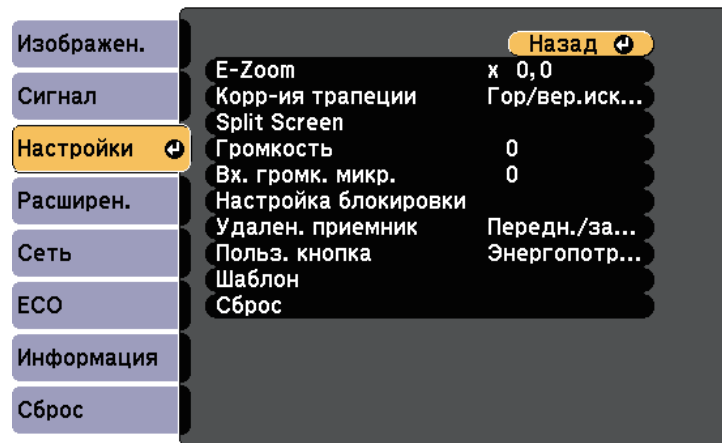 Изображен.
Сигнал
Настройки
Расширен.
Сеть
ECO
Информация
Сброс
Назад
E-Zoom x 0,0
Корр-ия трапеции Гор/вер.иск...
Split Screen
Громкость 0
Вх. громк. микр. 0
Настройка блокировки
Удален. приемник Передн./за...
Польз. кнопка Энергопотр...
Шаблон
Сброс